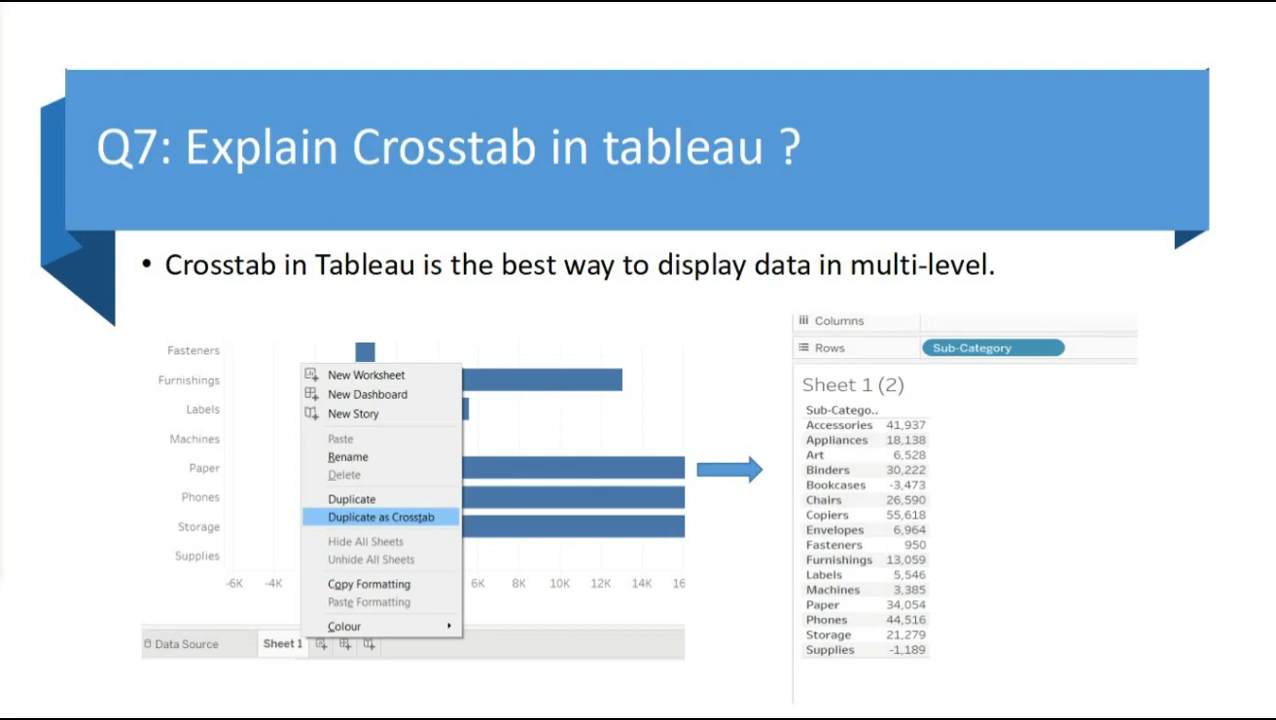 Q7: Explain Crosstab in tableau ?
• Crosstab in Tableau is the best way to display data in multi-level.
Fasteners
Furnishings
Labels
Machines
Paper
Phones
Storage
Supplies
-6K -4K 6K 8K 10K 12K 14K 16
New Worksheet
New Dashboard
New Story
Paste
Rename
Delete
Duplicate
Duplicate as Crosstab
Hide All Sheets
Unhide All Sheets
Copy Formatting
Paste Formatting
Colour
Data Source Sheet 1
Columns
Rows Sub-Category
Sheet 1 (2)
Sub-Catego..
Accessories 41,937
Appliances 18,138
Art 6,528
Binders 30,222
Bookcases -3,473
Chairs 26,590
Copiers 55,618
Envelopes 6,964
Fasteners 950
Furnishings 13,059
Labels 5,546
Machines 3,385
Paper 34,054
Phones 44,516
Storage 21,279
Supplies -1,189